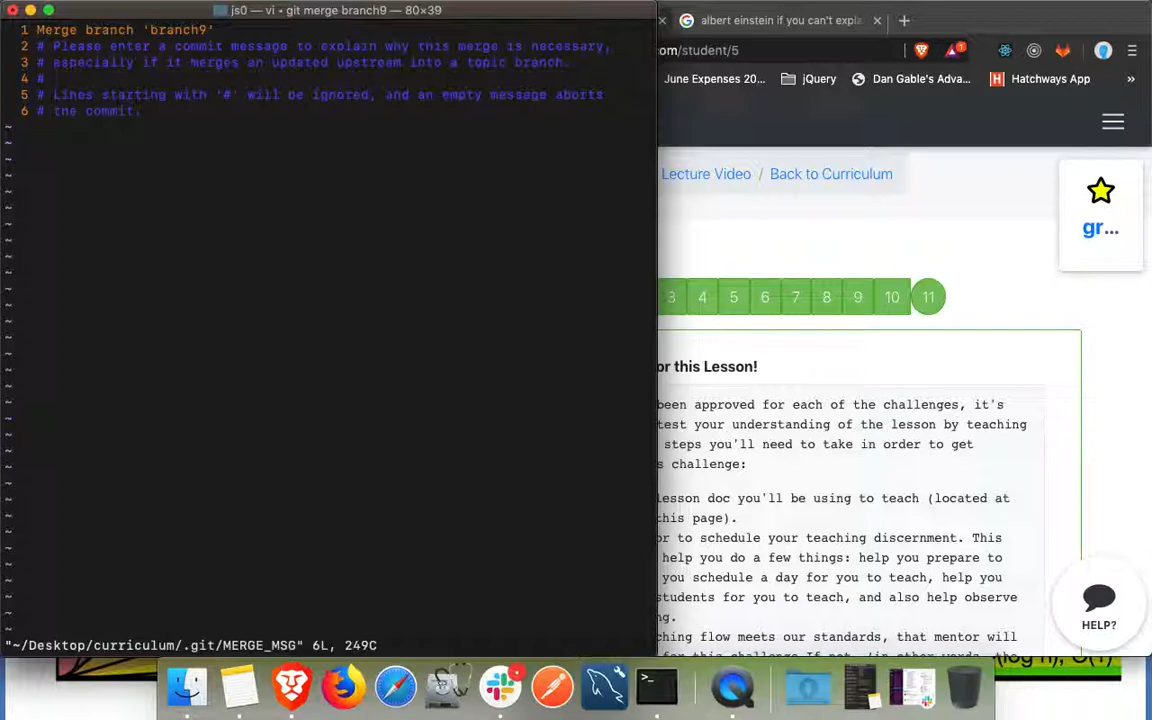 js0 — vi • git merge branch9 — 80×39
1 Merge branch 'branch9'
2 # Please enter a commit message to explain why this merge is necessary,
3 # especially if it merges an updated upstream into a topic branch.
4 #
5 # Lines starting with '#' will be ignored, and an empty message aborts
6 # the commit.
"~/Desktop/curriculum/.git/MERGE_MSG" 6L, 249C
albert einstein if you can't expla
com/student/5
1
June Expenses 20...
jQuery
Dan Gable's Adva...
Hatchways App
»
Lecture Video / Back to Curriculum
gr...
3 4 5 6 7 8 9 10 11
or this Lesson!
been approved for each of the challenges, it's
test your understanding of the lesson by teaching
steps you'll need to take in order to get
s challenge:
lesson doc you'll be using to teach (located at
this page).
or to schedule your teaching discernment. This
help you do a few things: help you prepare to
you schedule a day for you to teach, help you
students for you to teach, and also help observe
ng.
ching flow meets our standards, that mentor will
HELP?